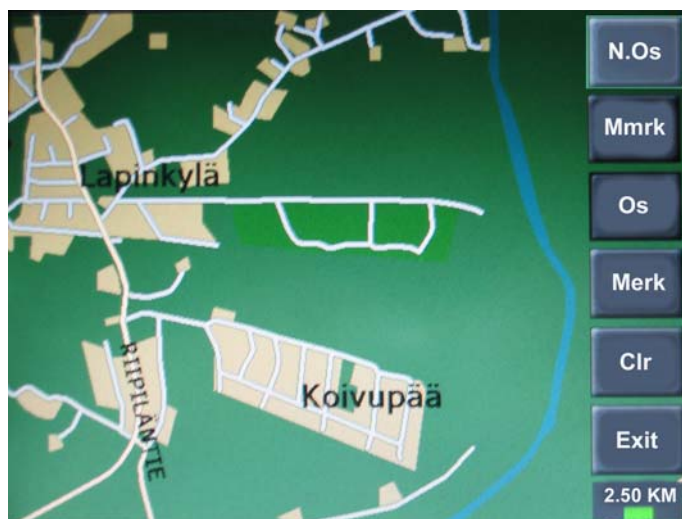 N.Os
Mmrk
Lapinkylä
Os
Merk
RIIPILÄNTIE
Clr
Koivupää
Exit
2.50 KM